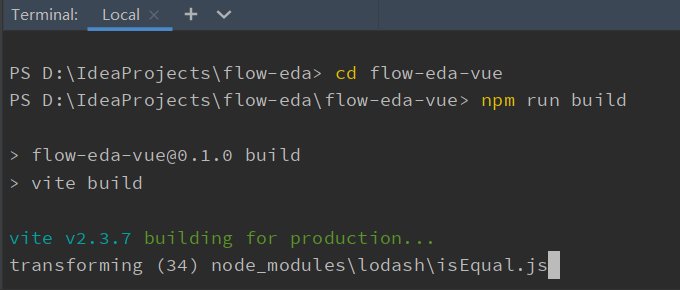 Terminal: Local × +
PS D:\IdeaProjects\flow-eda> cd flow-eda-vue
PS D:\IdeaProjects\flow-eda\flow-eda-vue> npm run build
> flow-eda-vue@0.1.0 build
> vite build
vite v2.3.7 building for production...
transforming (34) node_modules\lodash\isEqual.js